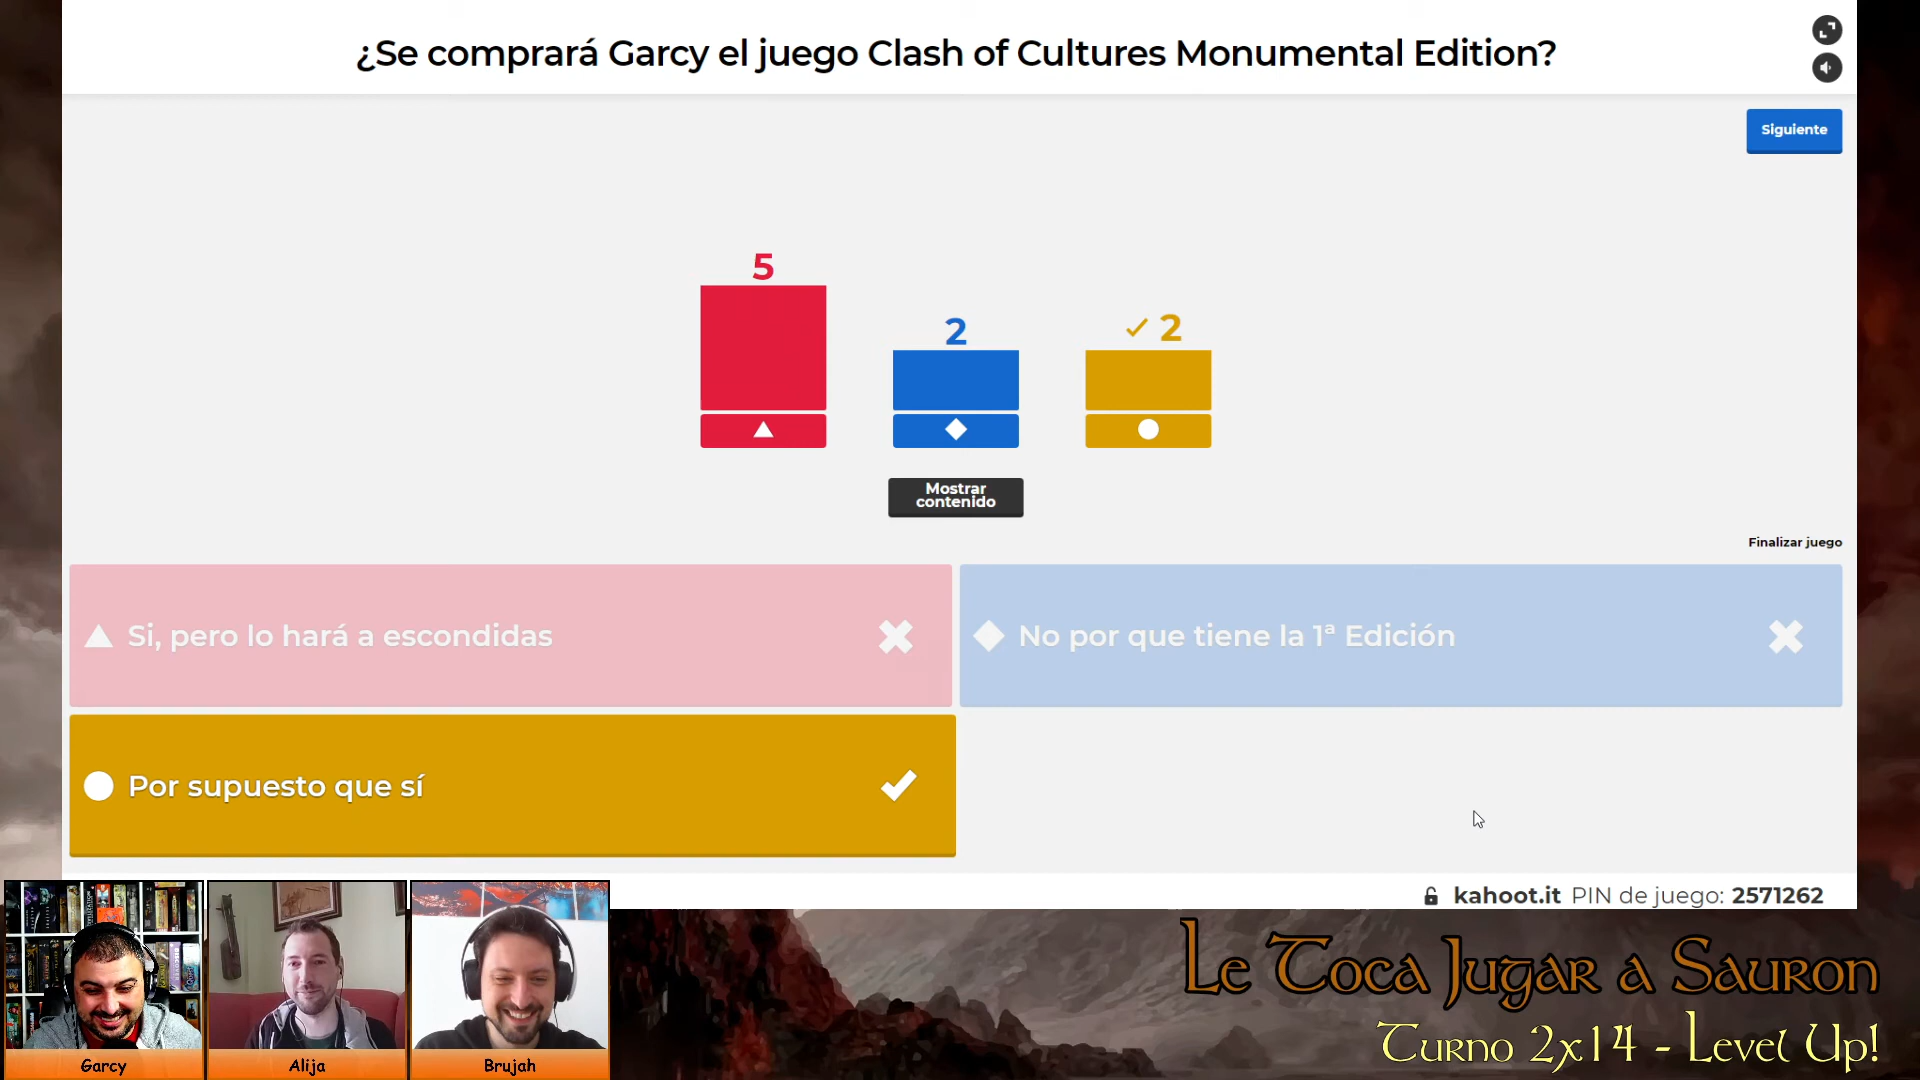 ¿Se comprará Garcy el juego Clash of Cultures Monumental Edition?
Siguiente
5
2
2
Mostrar
contenido
Finalizar juego
Si, pero lo hará a escondidas
No por que tiene la 1ª Edición
Por supuesto que sí
kahoot.it PIN de juego: 2571262
Le Toca Jugar a Sauron
Turno 2x14 - Level Up!
Garcy
Alija
Brujah